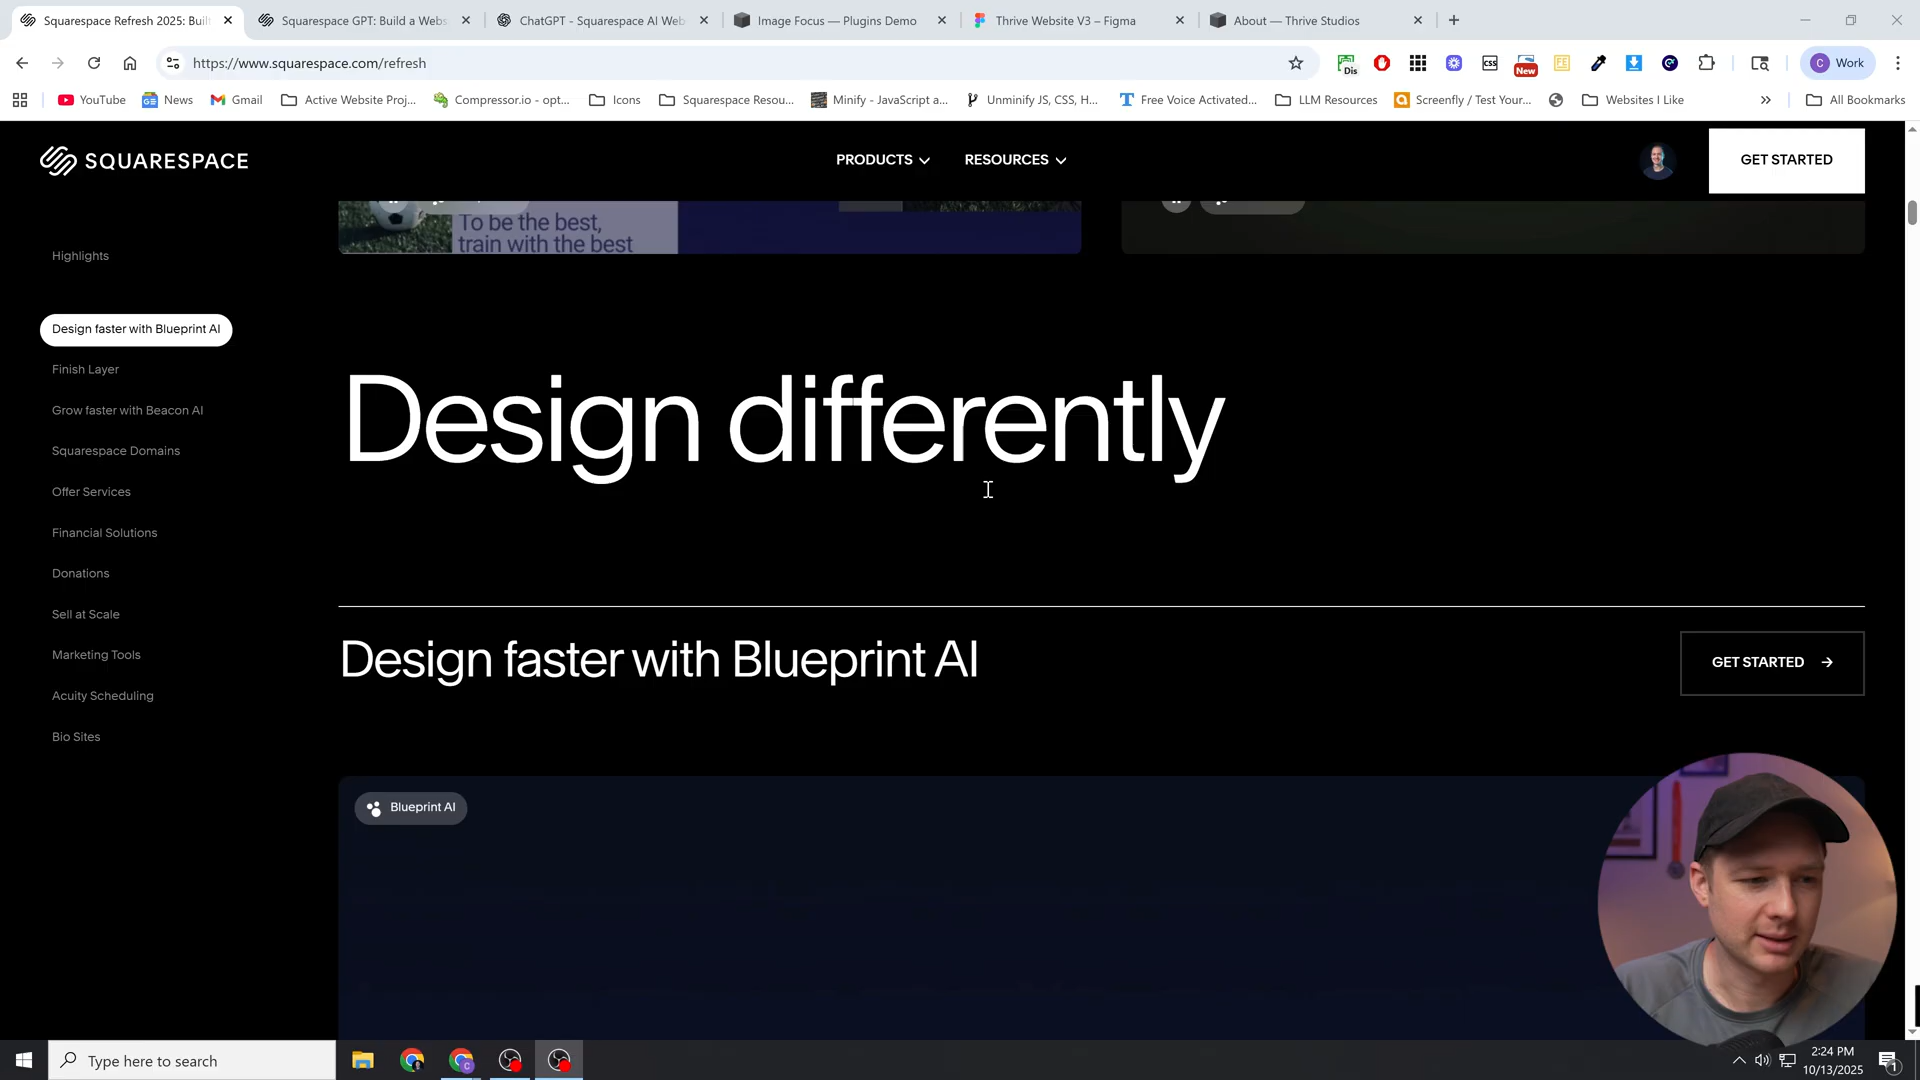 Squarespace Refresh 2025: Buil
Squarespace GPT: Build a Webs
ChatGPT - Squarespace AI Web
Image Focus — Plugins Demo
Thrive Website V3 – Figma
About — Thrive Studios
https://www.squarespace.com/refresh
Dis
css
New
FE
C Work
YouTube
News
Gmail
Active Website Proj...
Compressor.io - opt...
Icons
Squarespace Resou...
Minify - JavaScript a...
Unminify JS, CSS, H...
Free Voice Activated...
LLM Resources
Screenfly / Test Your...
Websites I Like
All Bookmarks
SQUARESPACE
PRODUCTS
RESOURCES
GET STARTED
To be the best,
train with the best
Highlights
Design faster with Blueprint AI
Finish Layer
Grow faster with Beacon AI
Squarespace Domains
Offer Services
Financial Solutions
Donations
Sell at Scale
Marketing Tools
Acuity Scheduling
Bio Sites
Design differently
Design faster with Blueprint AI
GET STARTED
Blueprint AI
Type here to search
2:24 PM
10/13/2025
1